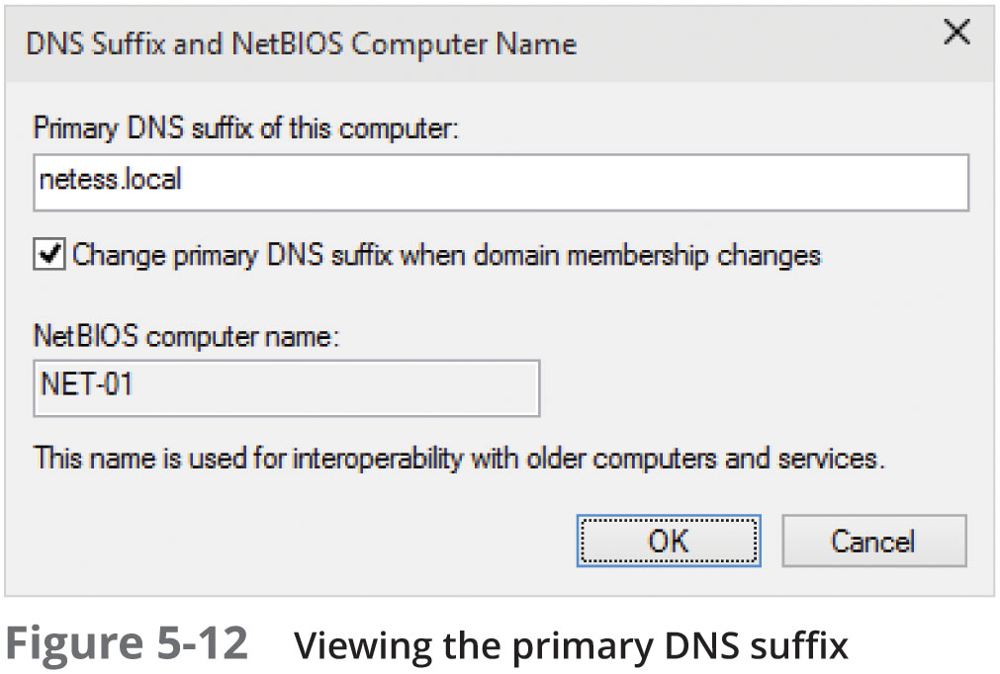 DNS Suffix and NetBIOS Computer Name
Primary DNS suffix of this computer:
netess.local
Change primary DNS suffix when domain membership changes
NetBIOS computer name:
NET-01
This name is used for interoperability with older computers and services.
OK Cancel
Figure 5-12 Viewing the primary DNS suffix